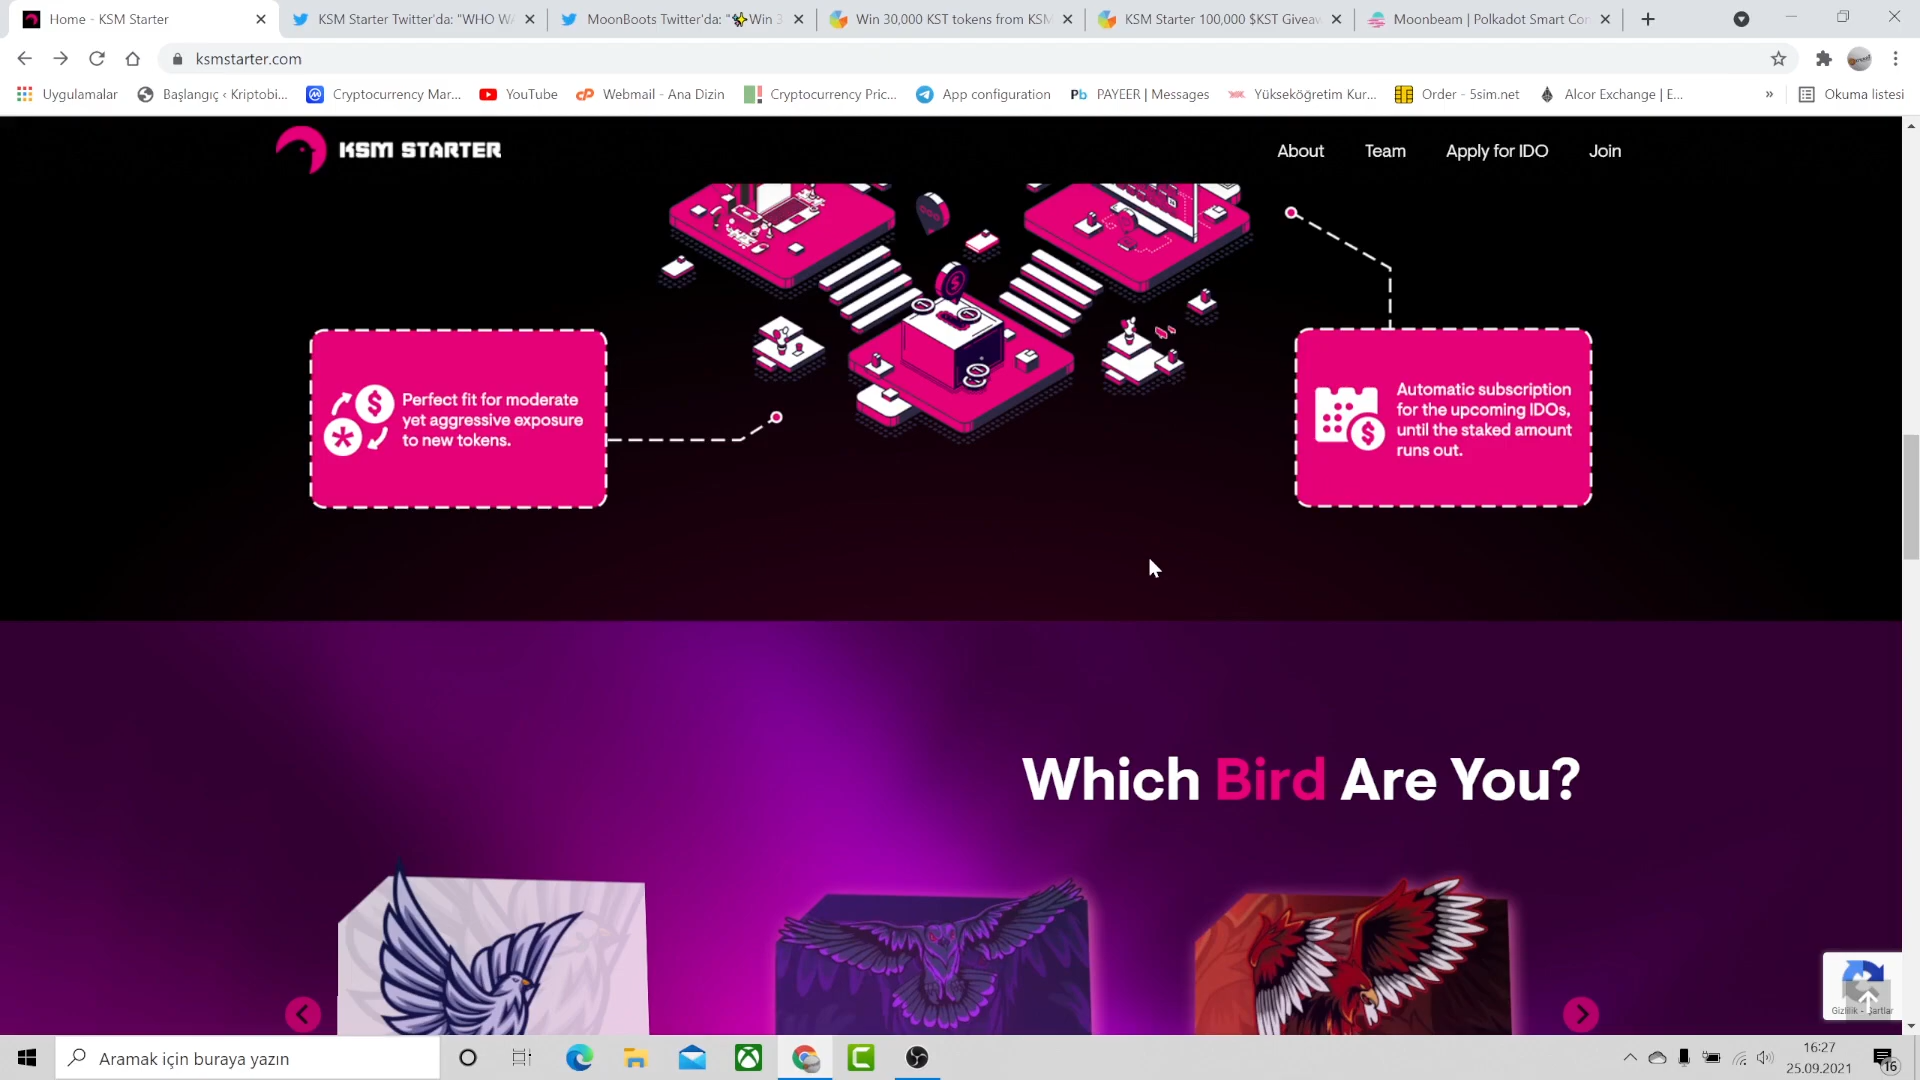 Home - KSM Starter
KSM Starter Twitter'da: "WHO WA
MoonBoots Twitter'da: "✨Win 3
Win 30,000 KST tokens from KSM
KSM Starter 100,000 $KST Giveaw
Moonbeam | Polkadot Smart Con
ksmstarter.com
Uygulamalar
Başlangıç ‹ Kriptobi...
Cryptocurrency Mar...
YouTube
Webmail - Ana Dizin
Cryptocurrency Pric...
App configuration
PAYEER | Messages
Yükseköğretim Kur...
Order - 5sim.net
Alcor Exchange | E...
»
Okuma listesi
KSM STARTER
About
Team
Apply for IDO
Join
Perfect fit for moderate
yet aggressive exposure
to new tokens.
Automatic subscription
for the upcoming IDOs,
until the staked amount
runs out.
Which Bird Are You?
Gizlilik - Şartlar
Aramak için buraya yazın
16:27
25.09.2021
16